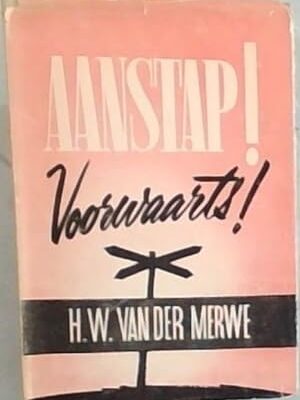 AANSTAP!
Voorwaarts!
H.W. VAN DER MERWE